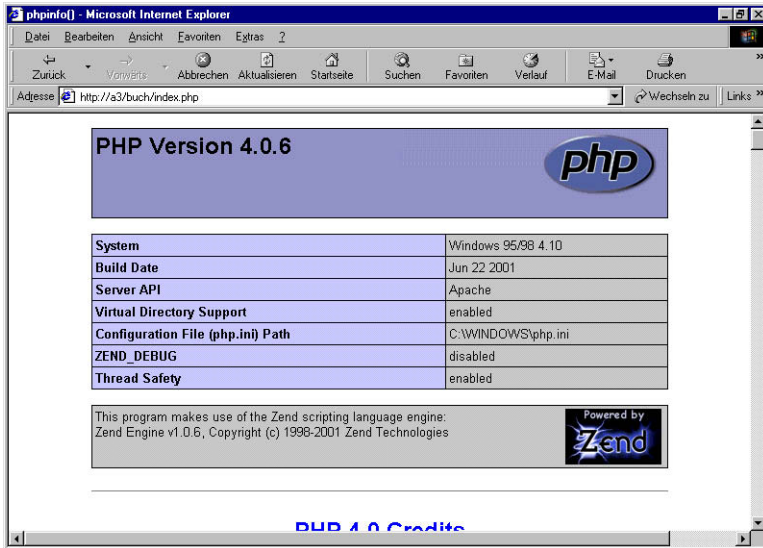 phpinfo() - Microsoft Internet Explorer
Datei Bearbeiten Ansicht Favoriten Extras ?
Zurück Vorwärts Abbrechen Aktualisieren Startseite Suchen Favoriten Verlauf E-Mail Drucken
Adresse http://a3/buch/index.php Wechseln zu Links
PHP Version 4.0.6
php
System Windows 95/98 4.10
Build Date Jun 22 2001
Server API Apache
Virtual Directory Support enabled
Configuration File (php.ini) Path C:\WINDOWS\php.ini
ZEND_DEBUG disabled
Thread Safety enabled
This program makes use of the Zend scripting language engine:
Zend Engine v1.0.6, Copyright (c) 1998-2001 Zend Technologies
Powered by
Zend
PHP 4.0 Credits